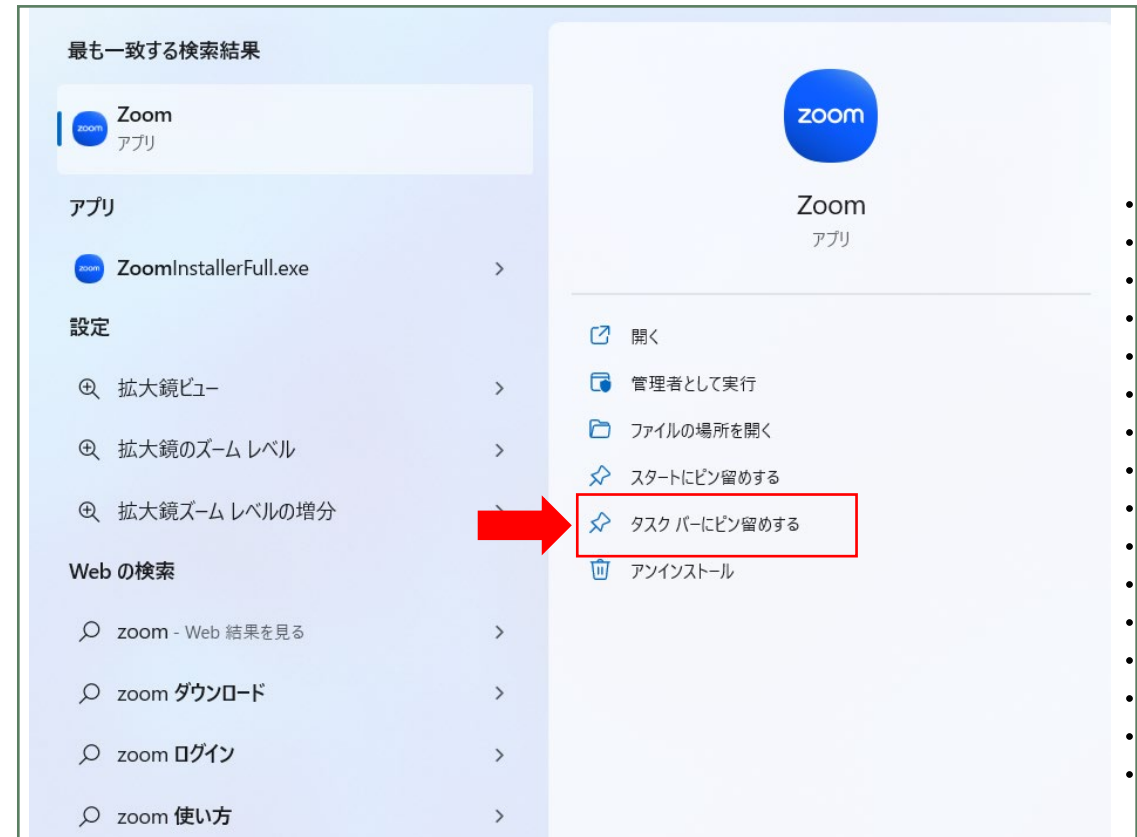 最も一致する検索結果
zoom
Zoom
アプリ
アプリ
zoom
ZoomInstallerFull.exe
設定
拡大鏡ビュー
拡大鏡のズーム レベル
拡大鏡ズーム レベルの増分
Web の検索
zoom - Web 結果を見る
zoom ダウンロード
zoom ログイン
zoom 使い方
zoom
Zoom
アプリ
開く
管理者として実行
ファイルの場所を開く
スタートにピン留めする
タスク バーにピン留めする
アンインストール